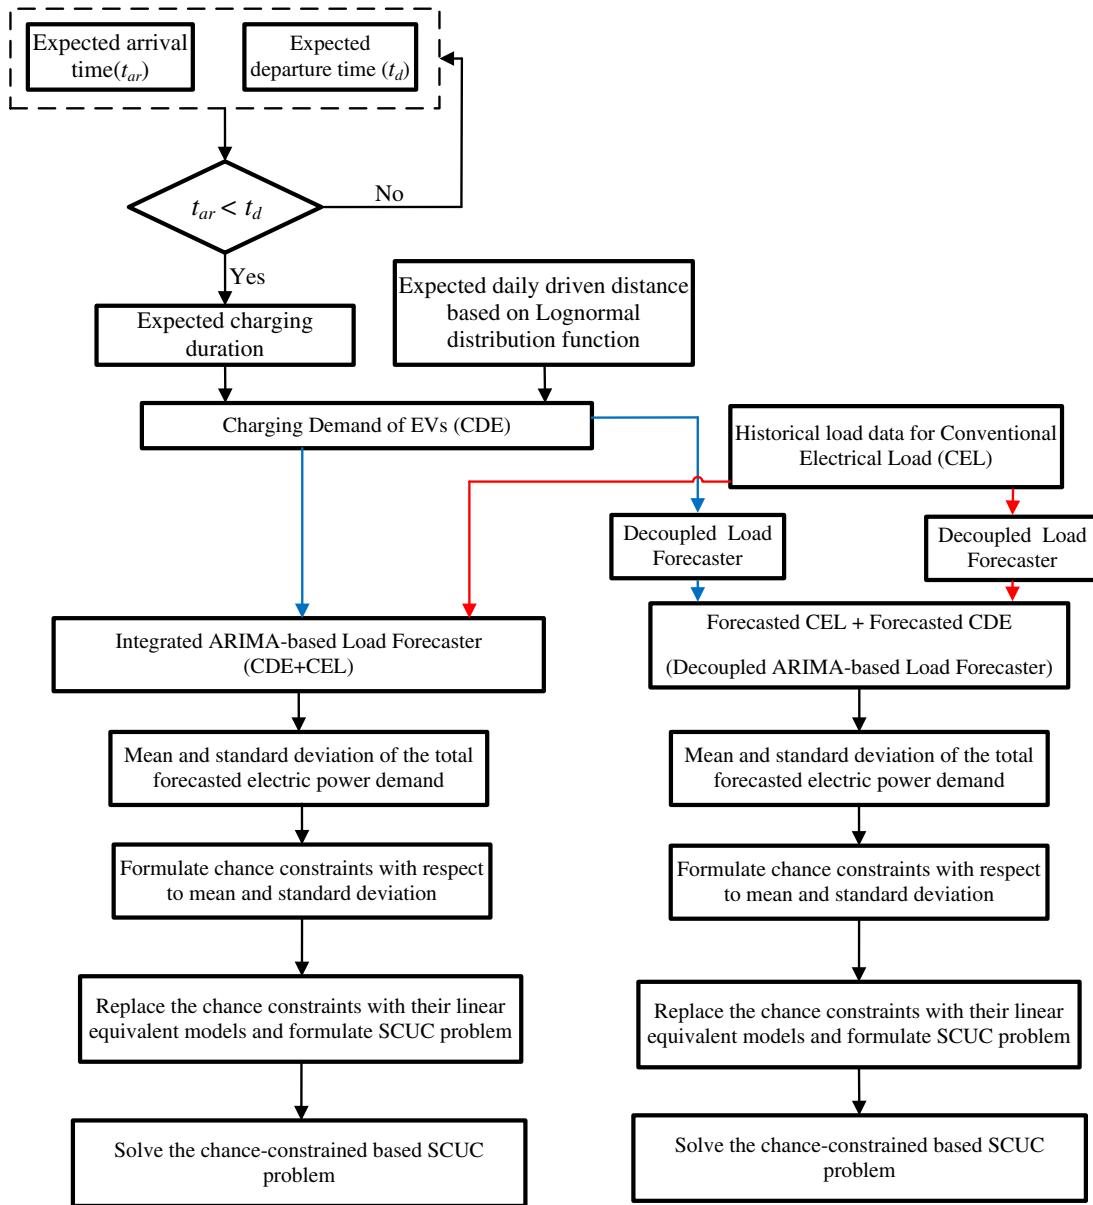 Expected arrival
time(t_ar)
Expected
departure time (t_d)
t_ar < t_d
No
Yes
Expected charging
duration
Expected daily driven distance
based on Lognormal
distribution function
Charging Demand of EVs (CDE)
Historical load data for Conventional
Electrical Load (CEL)
Decoupled Load
Forecaster
Decoupled Load
Forecaster
Integrated ARIMA-based Load Forecaster
(CDE+CEL)
Forecasted CEL + Forecasted CDE
(Decoupled ARIMA-based Load Forecaster)
Mean and standard deviation of the total
forecasted electric power demand
Mean and standard deviation of the total
forecasted electric power demand
Formulate chance constraints with respect
to mean and standard deviation
Formulate chance constraints with respect
to mean and standard deviation
Replace the chance constraints with their linear
equivalent models and formulate SCUC problem
Replace the chance constraints with their linear
equivalent models and formulate SCUC problem
Solve the chance-constrained based SCUC
problem
Solve the chance-constrained based SCUC
problem